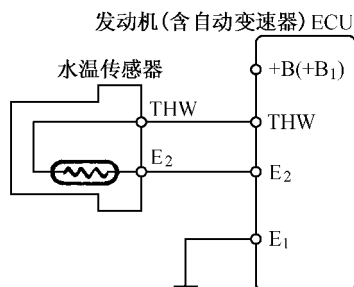 发动机(含自动变速器)ECU
+B(+B₁)
水温传感器
THW
THW
E₂
E₂
E₁